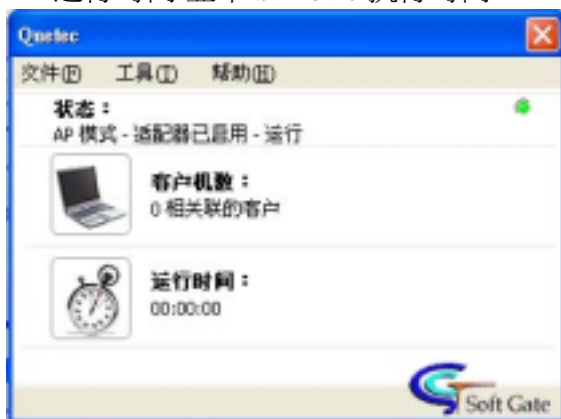 Quetec
文件(F) 工具(T) 帮助(H)
状态：
AP 模式 - 适配器已启用 - 运行
客户机数：
0 相关联的客户
运行时间：
00:00:00
Soft Gate